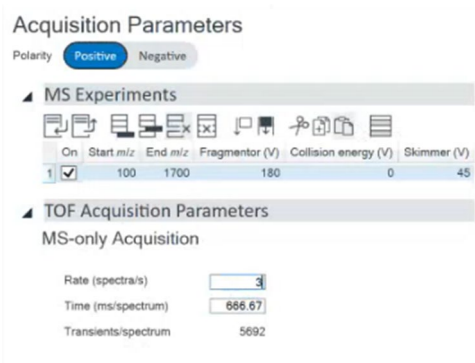 Acquisition Parameters
Polarity Positive Negative
MS Experiments
On Start m/z End m/z Fragmentor (V) Collision energy (V) Skimmer (V)
1 100 1700 180 0 45
TOF Acquisition Parameters
MS-only Acquisition
Rate (spectra/s) 3
Time (ms/spectrum) 666.67
Transients/spectrum 5692